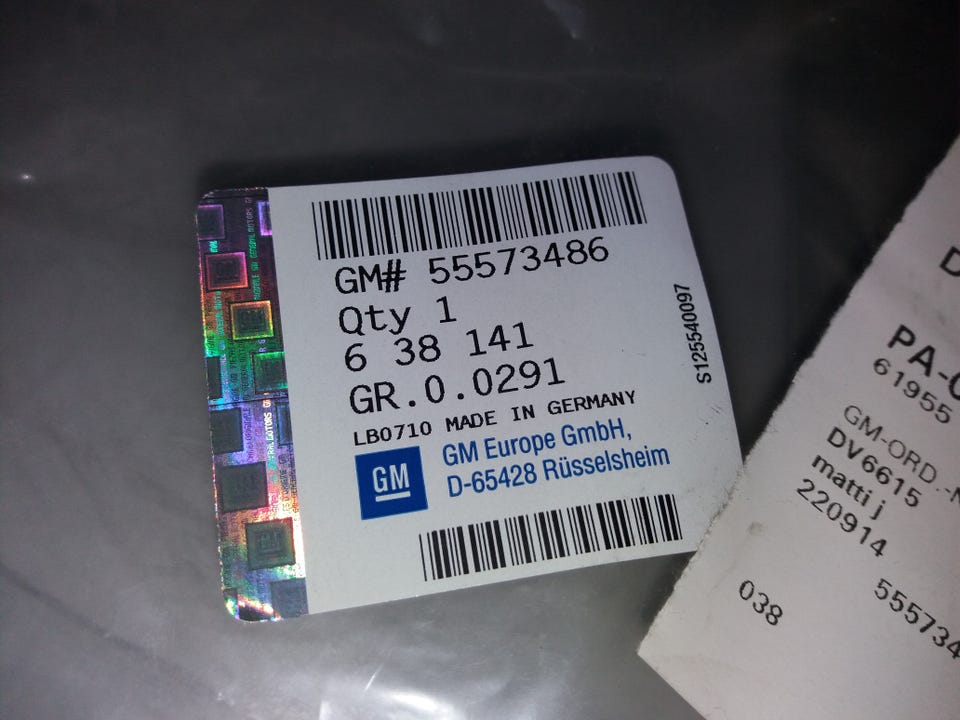 GM# 55573486
Qty 1
6 38 141
GR.0.0291
LB0710 MADE IN GERMANY
GM
GM Europe GmbH,
D-65428 Rüsselsheim
S125540097
D
PA-
61955
GM-ORD.-
DV6615
matti j
220914
038
555734